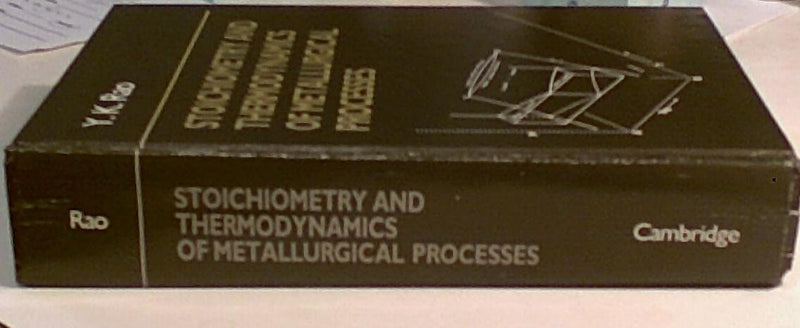 Y. K. Rao
STOICHIOMETRY AND
THERMODYNAMICS
OF METALLURGICAL
PROCESSES
Rao
STOICHIOMETRY AND
THERMODYNAMICS
OF METALLURGICAL PROCESSES
Cambridge